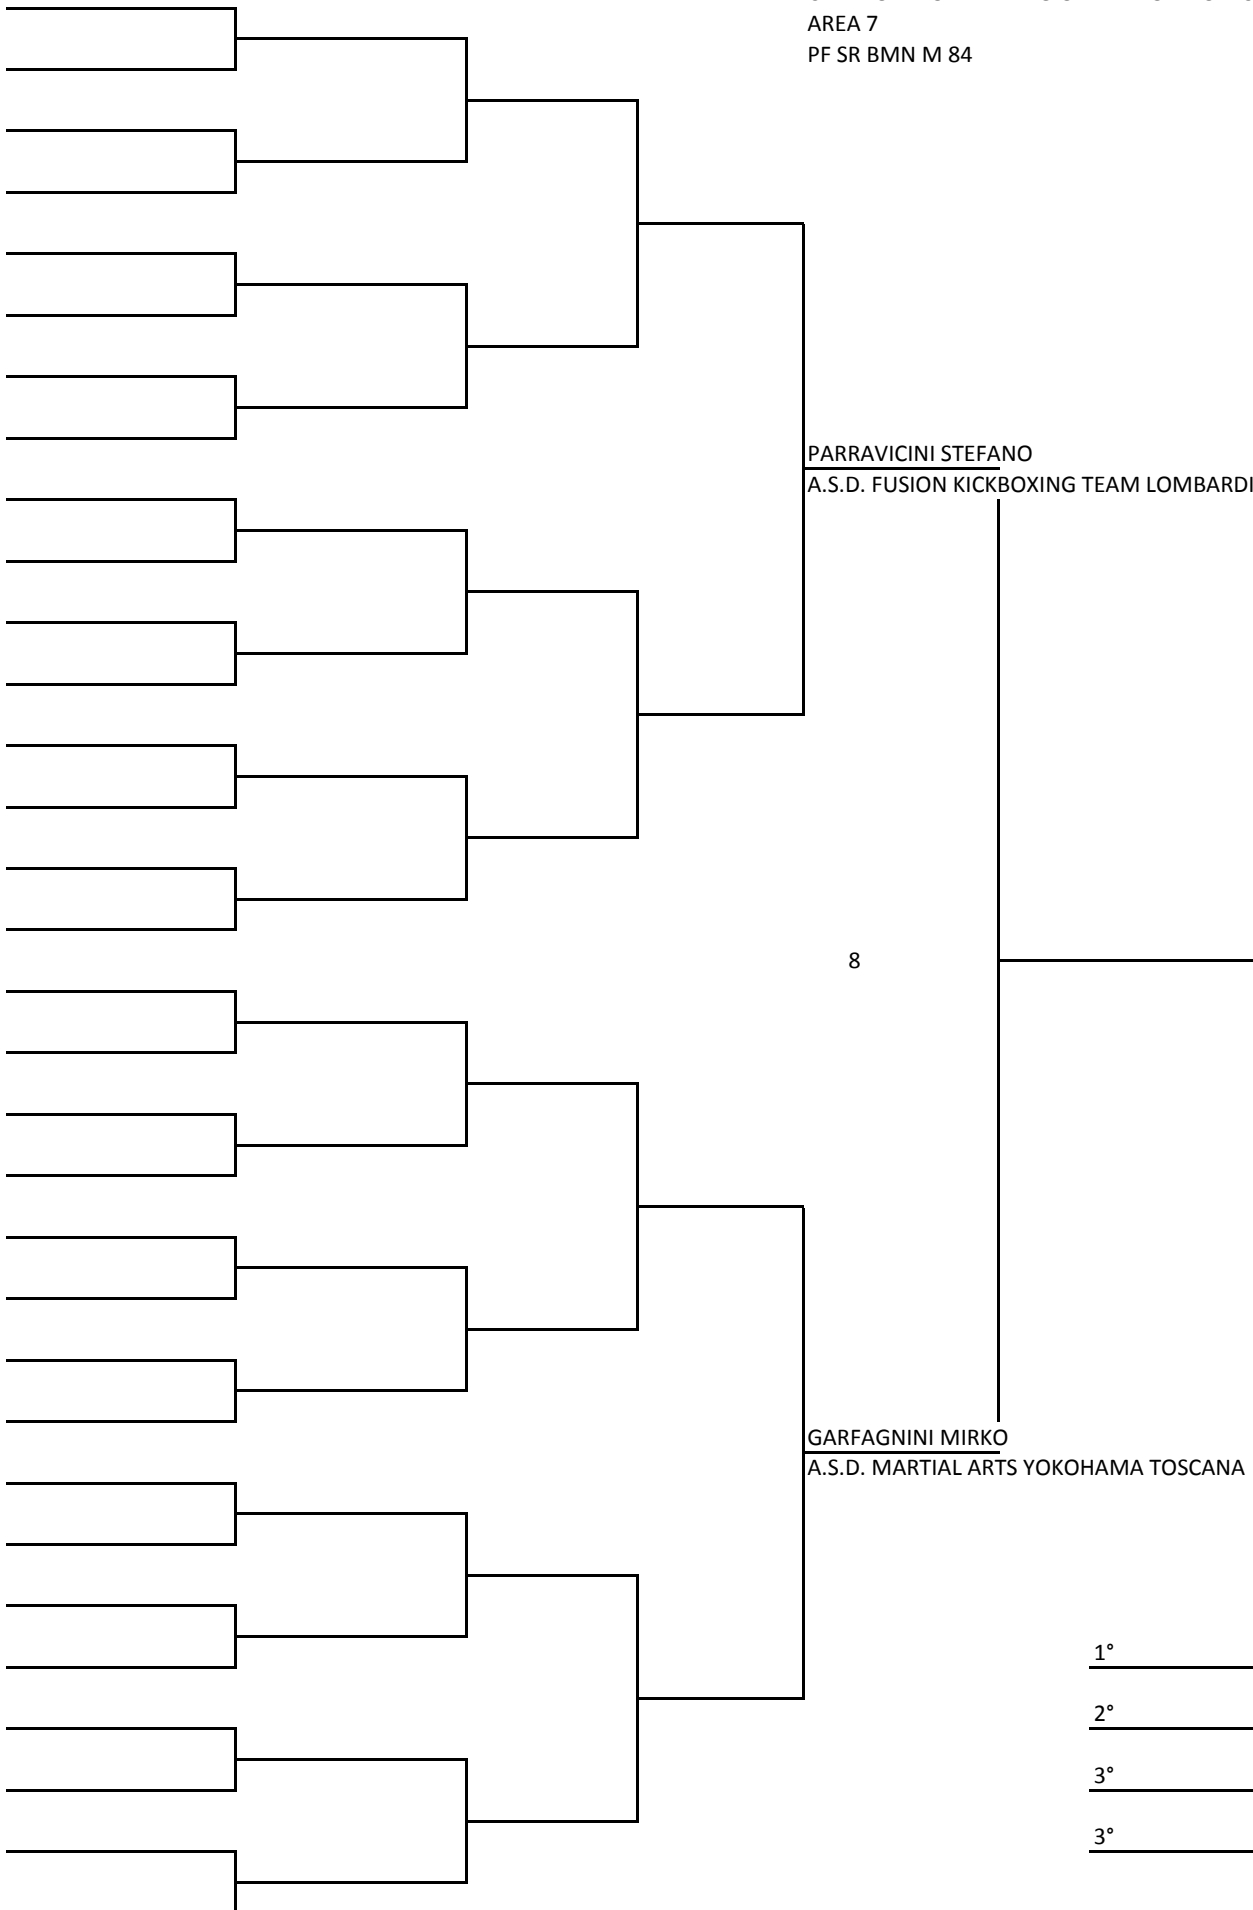 AREA 7
PF SR BMN M 84
PARRAVICINI STEFANO
A.S.D. FUSION KICKBOXING TEAM LOMBARDI
8
GARFAGNINI MIRKO
A.S.D. MARTIAL ARTS YOKOHAMA TOSCANA
1°
2°
3°
3°